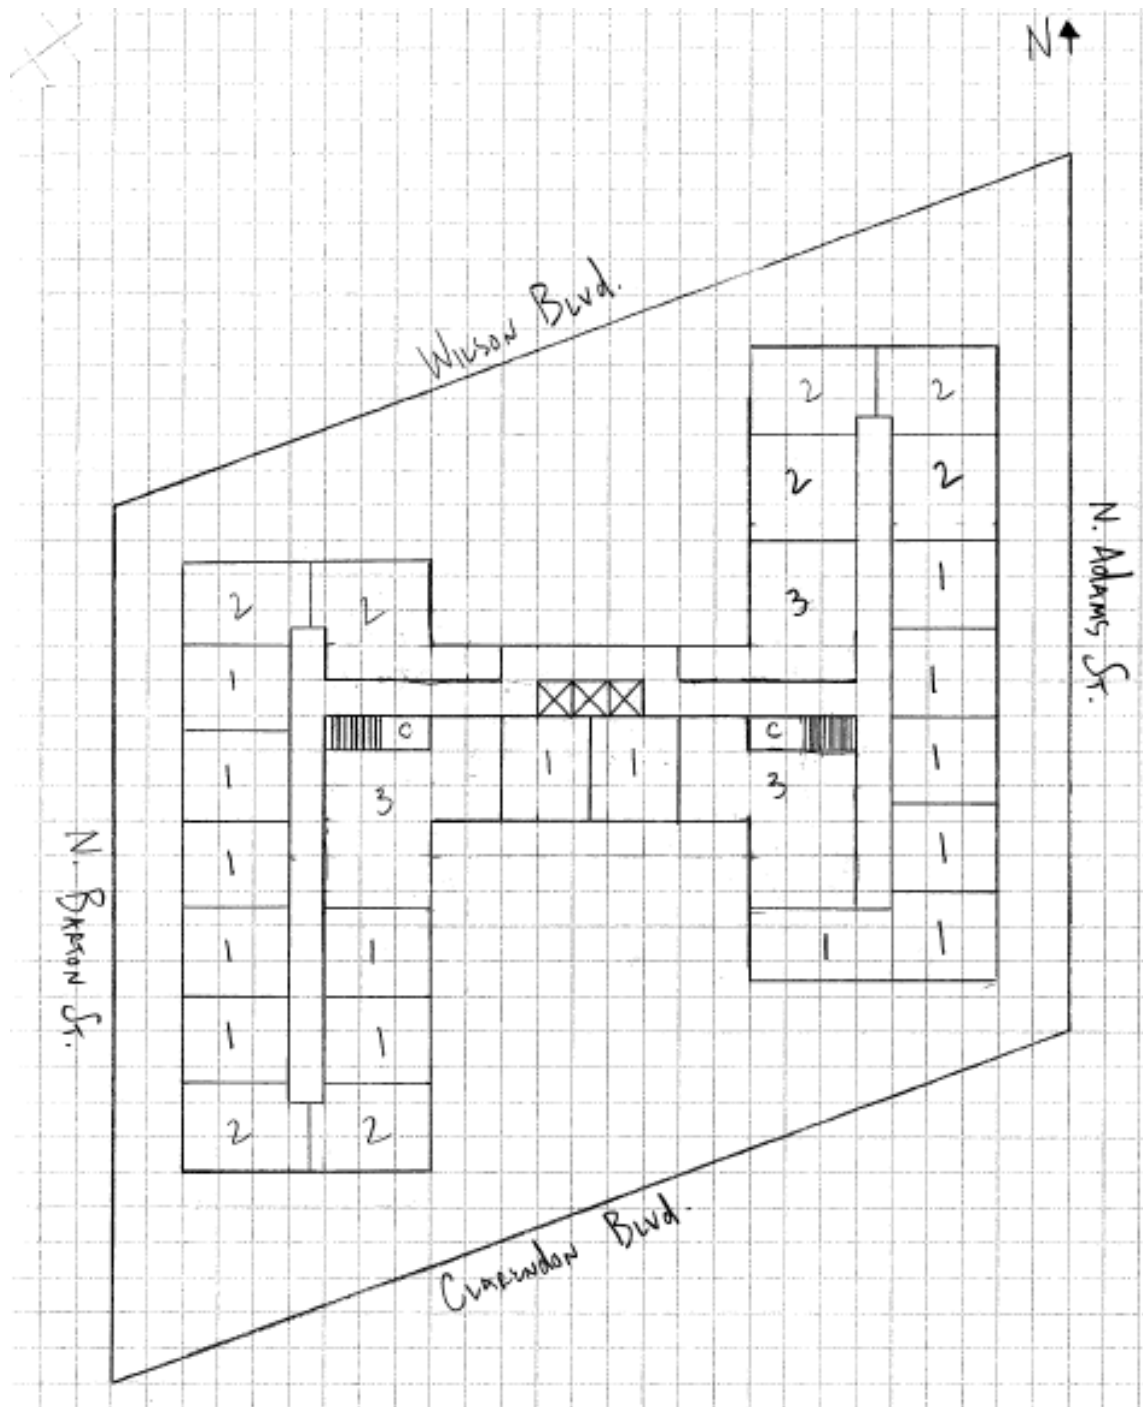 N
Wilson Blvd.
2 2
2 2
N. Adams St.
3 1
2 2
1 1
C C 1
1 1 1
3 3
N. Barton St.
1 1
1 1 1 1
1 1
2 2
Clarendon Blvd.